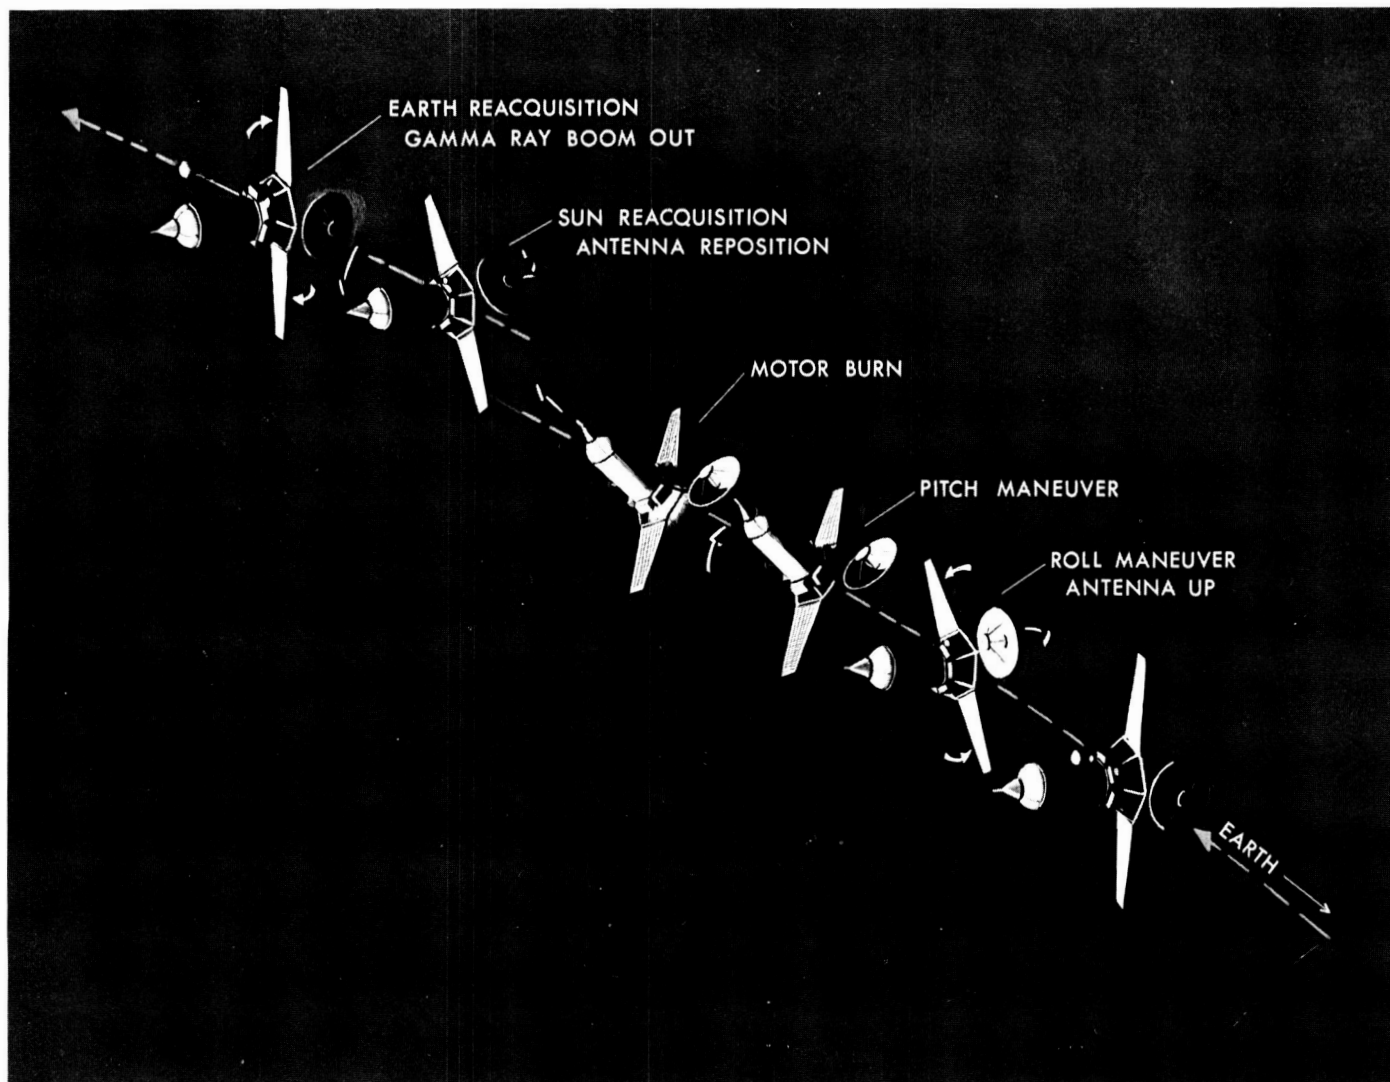 EARTH REACQUISITION
GAMMA RAY BOOM OUT
SUN REACQUISITION
ANTENNA REPOSITION
MOTOR BURN
PITCH MANEUVER
ROLL MANEUVER
ANTENNA UP
EARTH